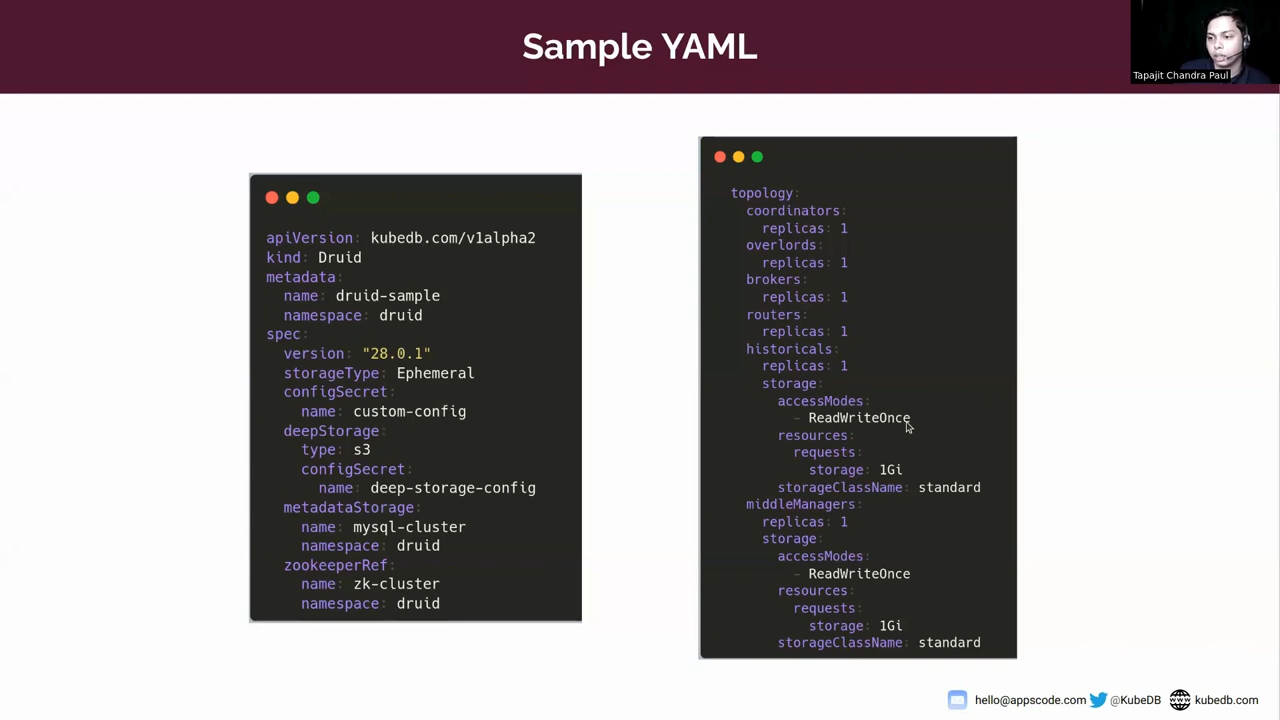 Sample YAML
Tapajit Chandra Paul
apiVersion: kubedb.com/v1alpha2
kind: Druid
metadata:
  name: druid-sample
  namespace: druid
spec:
  version: "28.0.1"
  storageType: Ephemeral
  configSecret:
    name: custom-config
  deepStorage:
    type: s3
    configSecret:
      name: deep-storage-config
  metadataStorage:
    name: mysql-cluster
    namespace: druid
  zookeeperRef:
    name: zk-cluster
    namespace: druid
topology:
  coordinators:
    replicas: 1
  overlords:
    replicas: 1
  brokers:
    replicas: 1
  routers:
    replicas: 1
  historicals:
    replicas: 1
    storage:
      accessModes:
        - ReadWriteOnce
      resources:
        requests:
          storage: 1Gi
      storageClassName: standard
  middleManagers:
    replicas: 1
    storage:
      accessModes:
        - ReadWriteOnce
      resources:
        requests:
          storage: 1Gi
      storageClassName: standard
hello@appscode.com @KubeDB kubedb.com